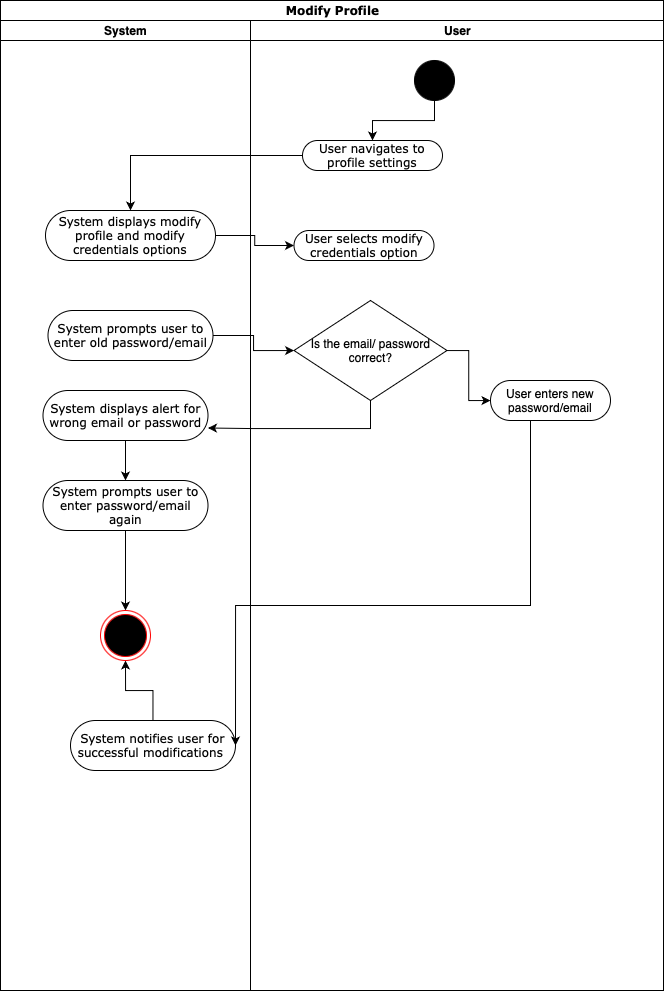 Modify Profile
System
User
User navigates to
profile settings
System displays modify
profile and modify
credentials options
User selects modify
credentials option
System prompts user to
enter old password/email
Is the email/ password
correct?
User enters new
password/email
System displays alert for
wrong email or password
System prompts user to
enter password/email
again
System notifies user for
successful modifications